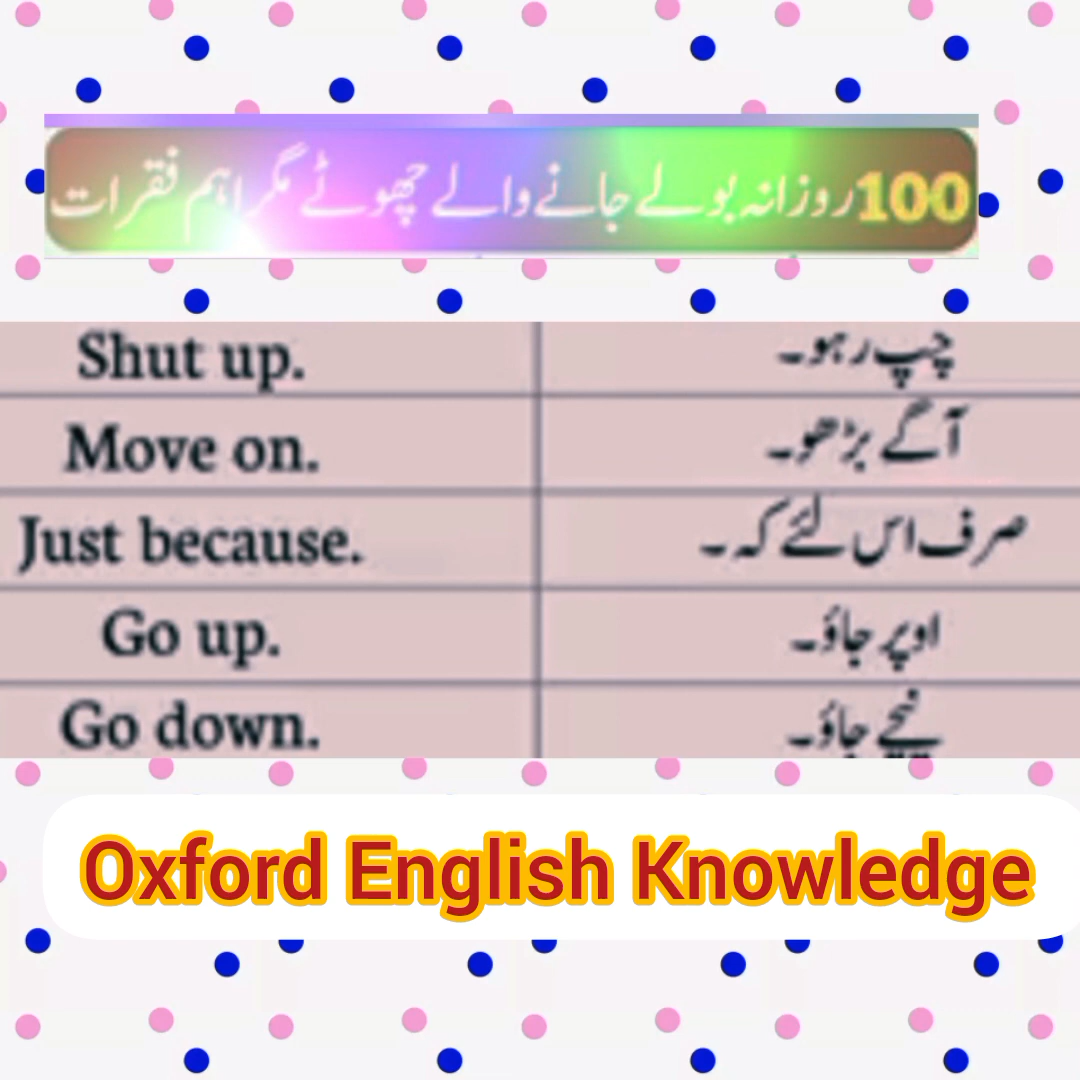 100 روزانہ بولے جانے والے چھوٹے مگر اہم فقرات
Shut up. چپ رہو۔
Move on. آگے بڑھو۔
Just because. صرف اس لئے کہ۔
Go up. اوپر جاؤ۔
Go down. نیچے جاؤ۔
Oxford English Knowledge